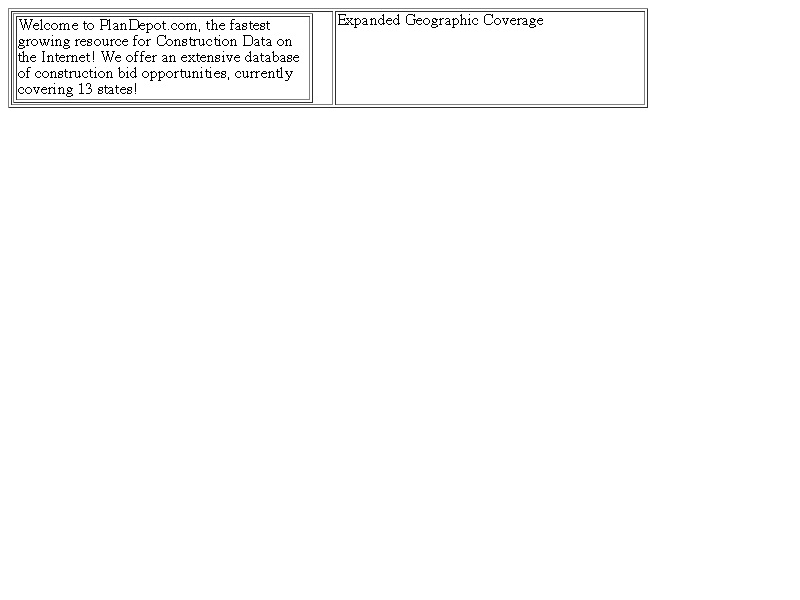 Welcome to PlanDepot.com, the fastest
growing resource for Construction Data on
the Internet! We offer an extensive database
of construction bid opportunities, currently
covering 13 states!
Expanded Geographic Coverage